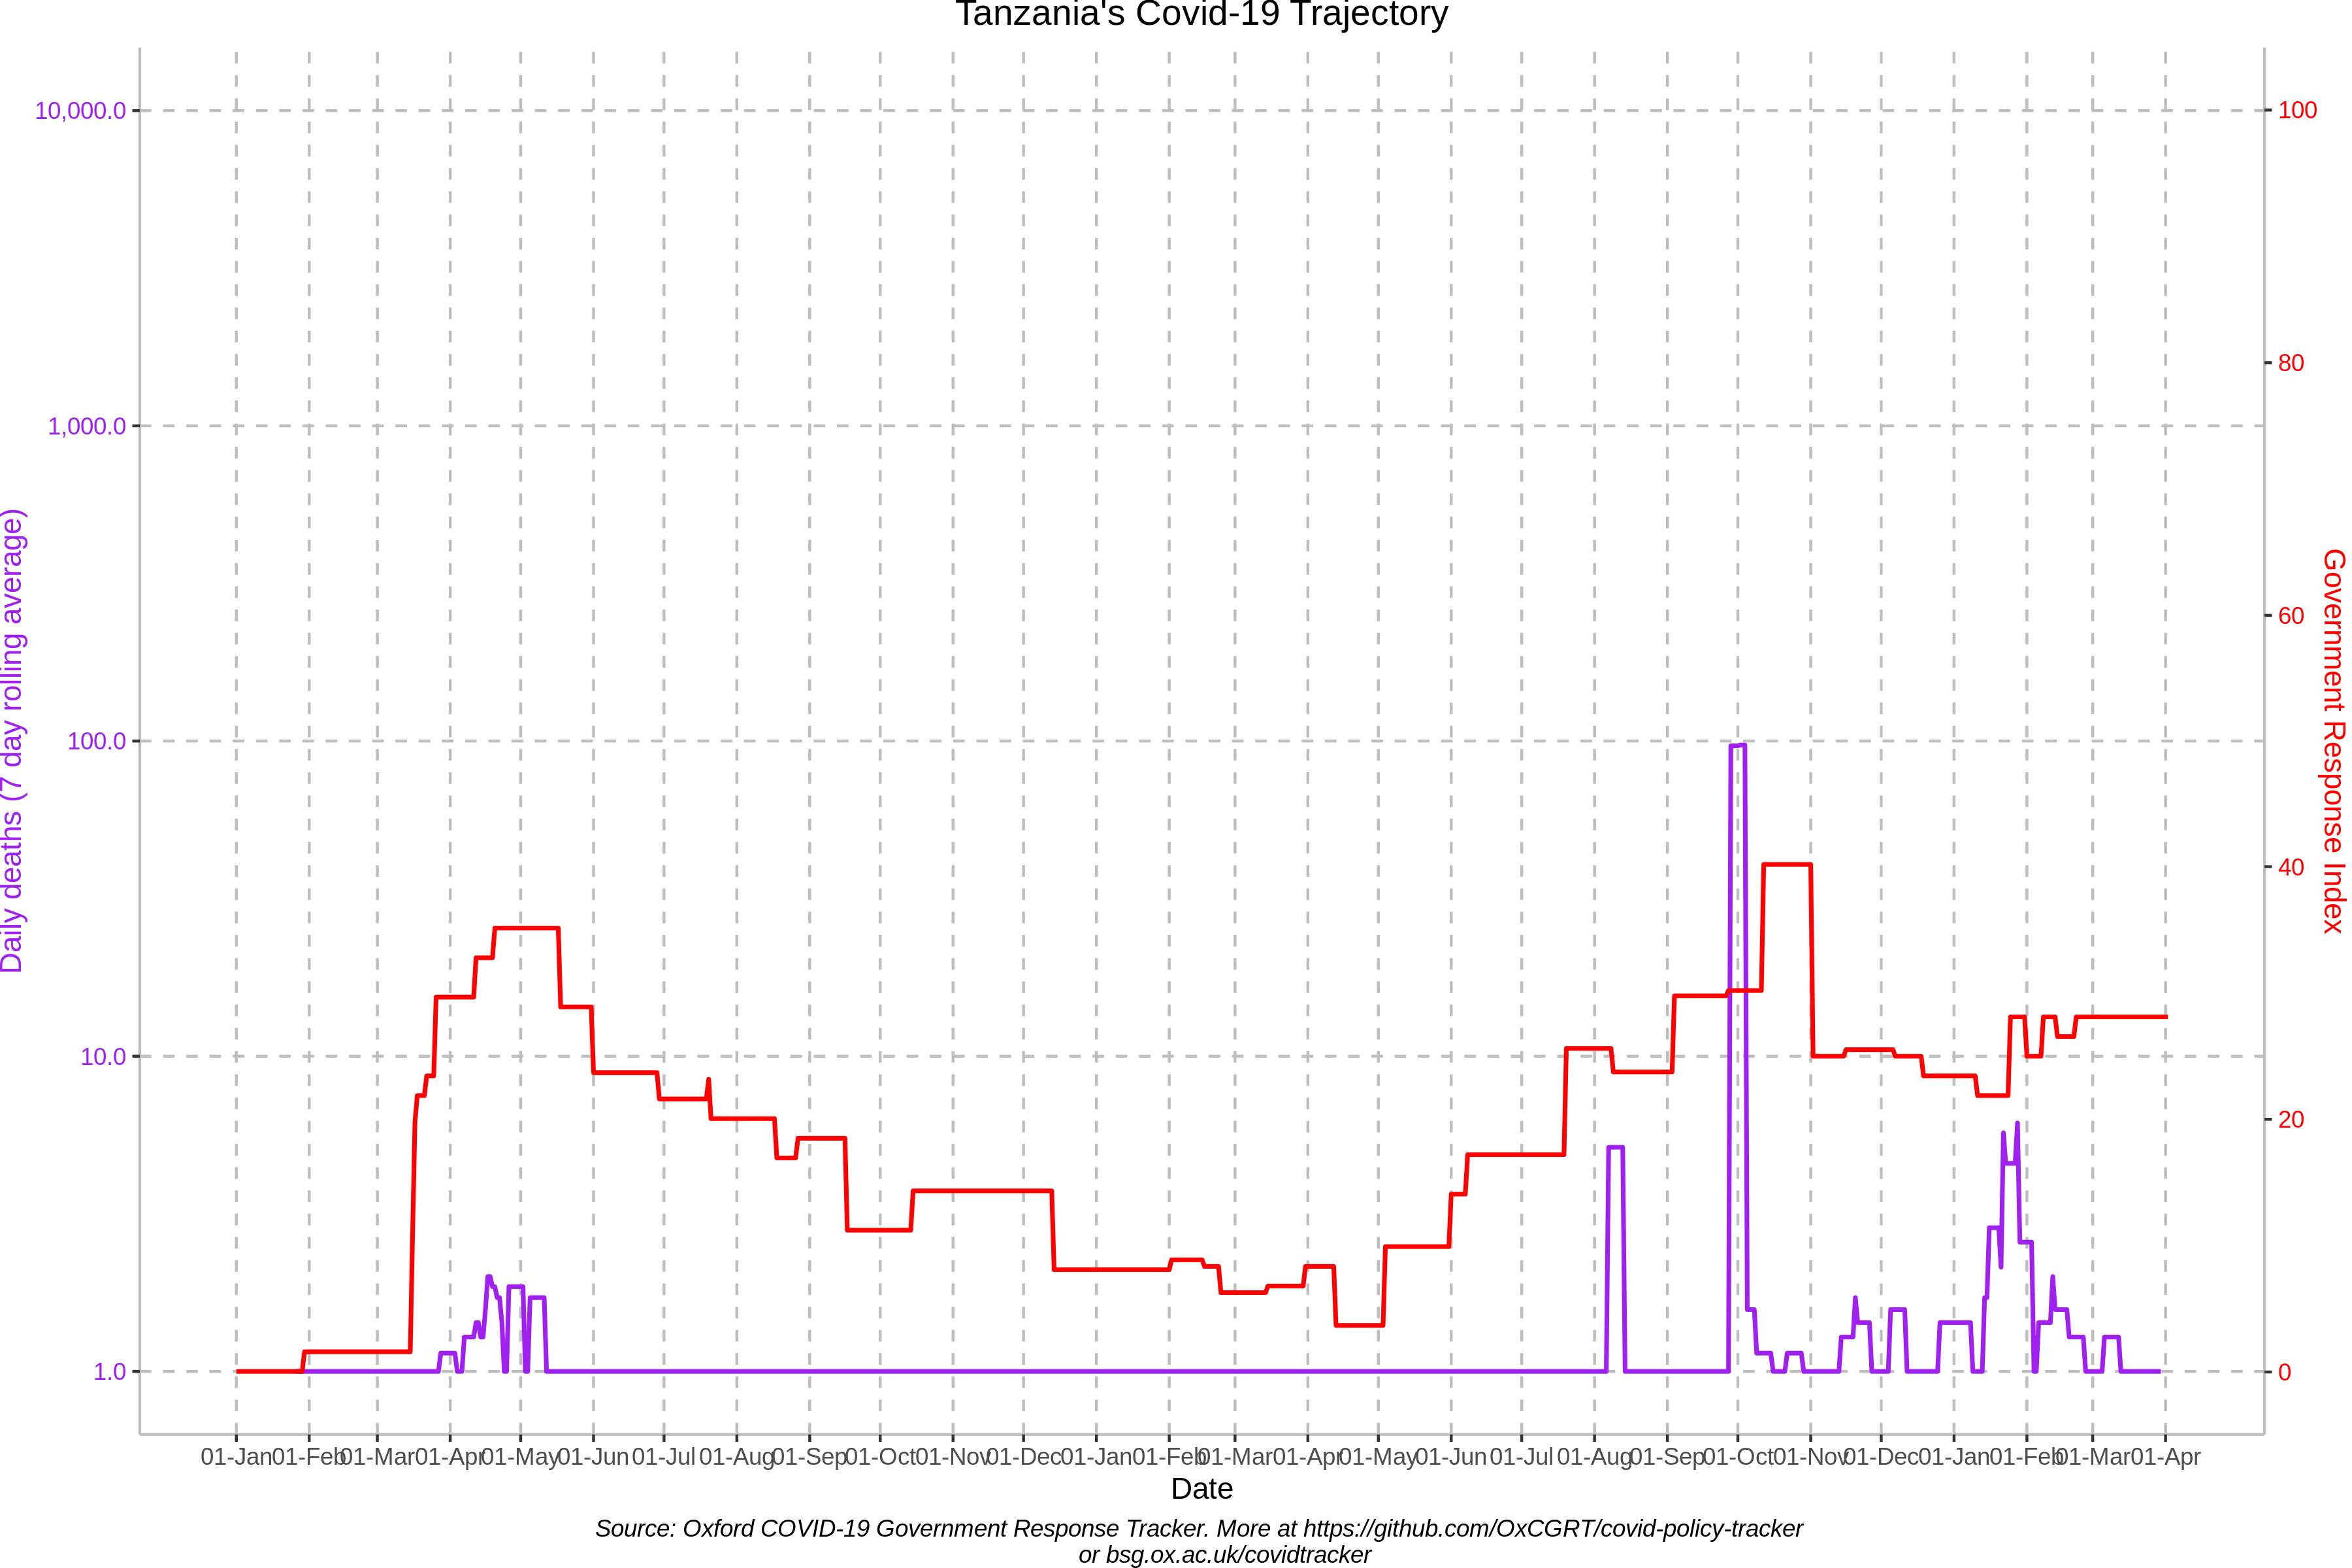 Tanzania's Covid-19 Trajectory
10,000.0
1,000.0
100.0
10.0
1.0
Daily deaths (7 day rolling average)
100
80
60
40
20
0
Government Response Index
01-Jan 01-Feb 01-Mar 01-Apr 01-May 01-Jun 01-Jul 01-Aug 01-Sep 01-Oct 01-Nov 01-Dec 01-Jan 01-Feb 01-Mar 01-Apr 01-May 01-Jun 01-Jul 01-Aug 01-Sep 01-Oct 01-Nov 01-Dec 01-Jan 01-Feb 01-Mar 01-Apr
Date
Source: Oxford COVID-19 Government Response Tracker. More at https://github.com/OxCGRT/covid-policy-tracker
or bsg.ox.ac.uk/covidtracker